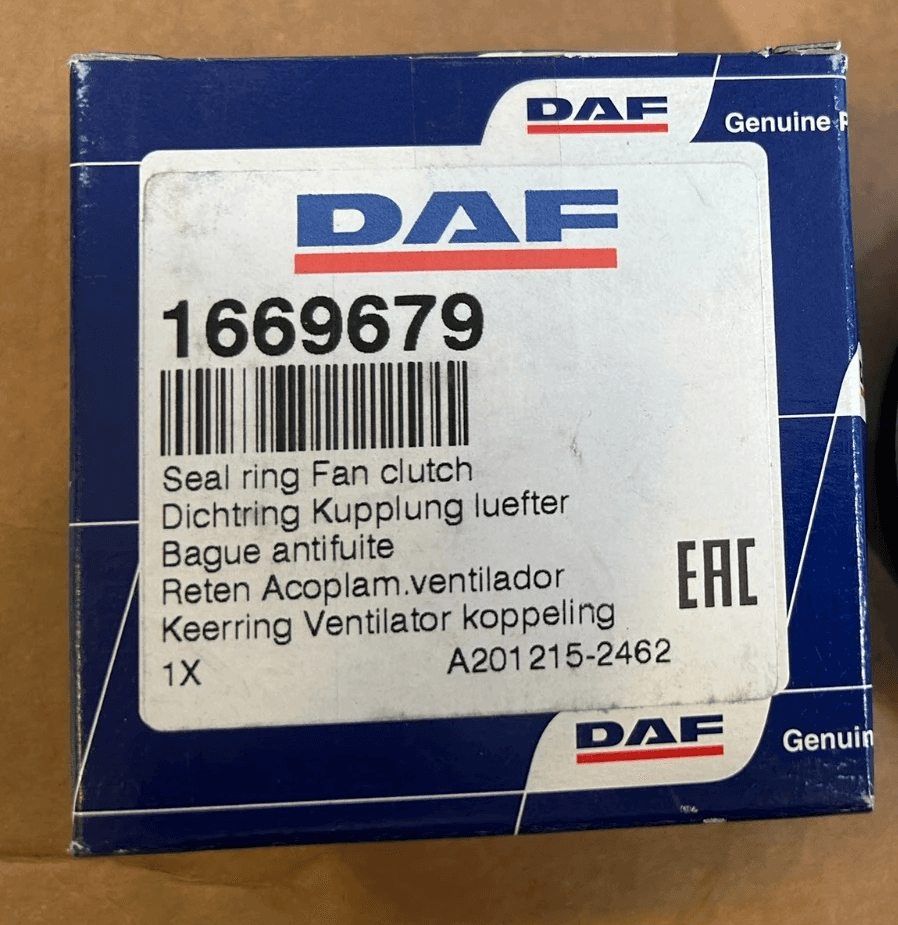 DAF
Genuine
DAF
1669679
Seal ring Fan clutch
Dichtring Kupplung luefter
Bague antifuite
Reten Acoplam.ventilador
Keerring Ventilator koppeling
EAC
1X A201215-2462
DAF
Genuin